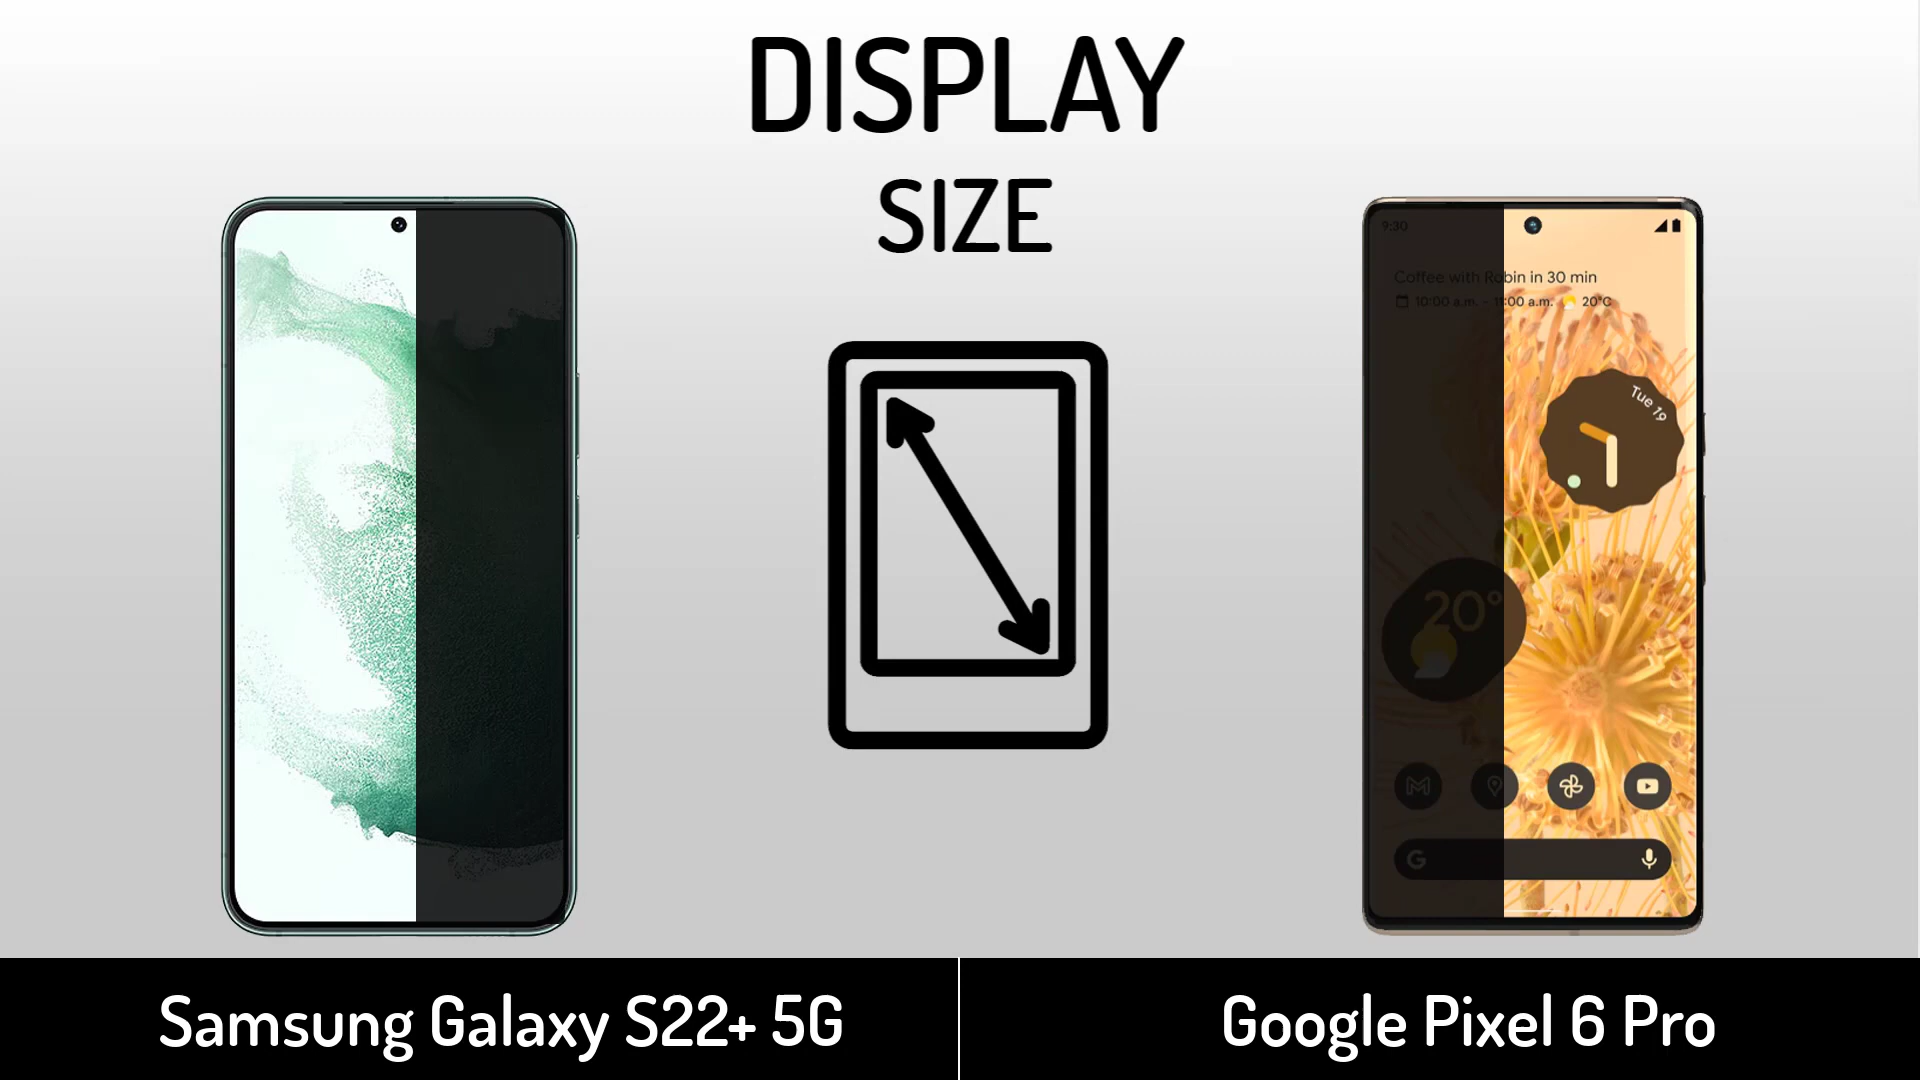 DISPLAY
SIZE
9:30
Coffee with Robin in 30 min
10:00 a.m. - 11:00 a.m. 20°C
Tue 19
20°
G
Samsung Galaxy S22+ 5G
Google Pixel 6 Pro